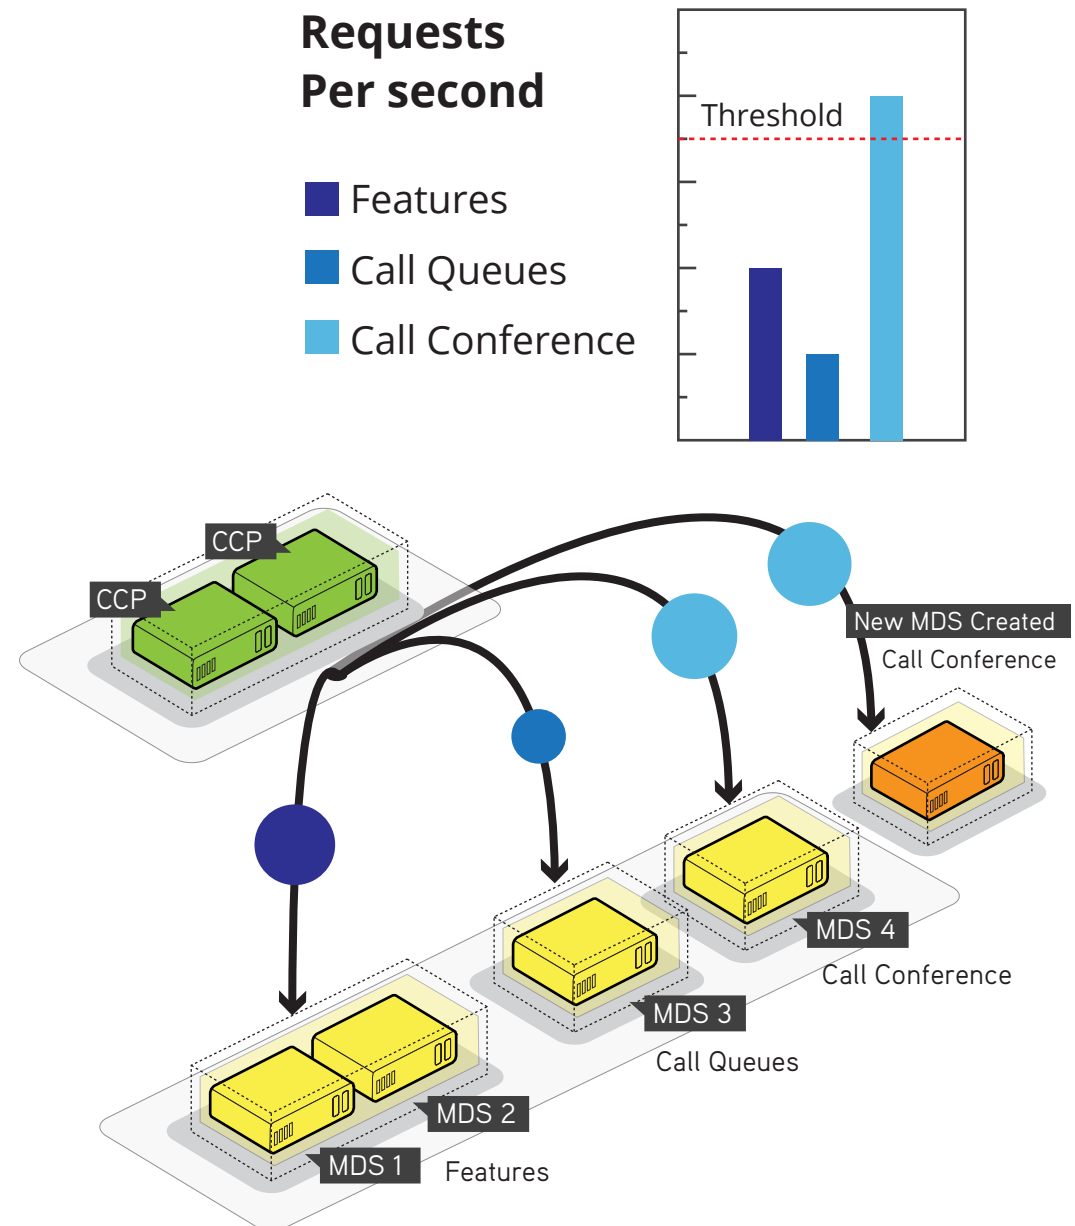 Requests
Per second
Threshold
Features
Call Queues
Call Conference
CCP
CCP
New MDS Created
Call Conference
MDS 4
Call Conference
MDS 3
Call Queues
MDS 2
MDS 1
Features